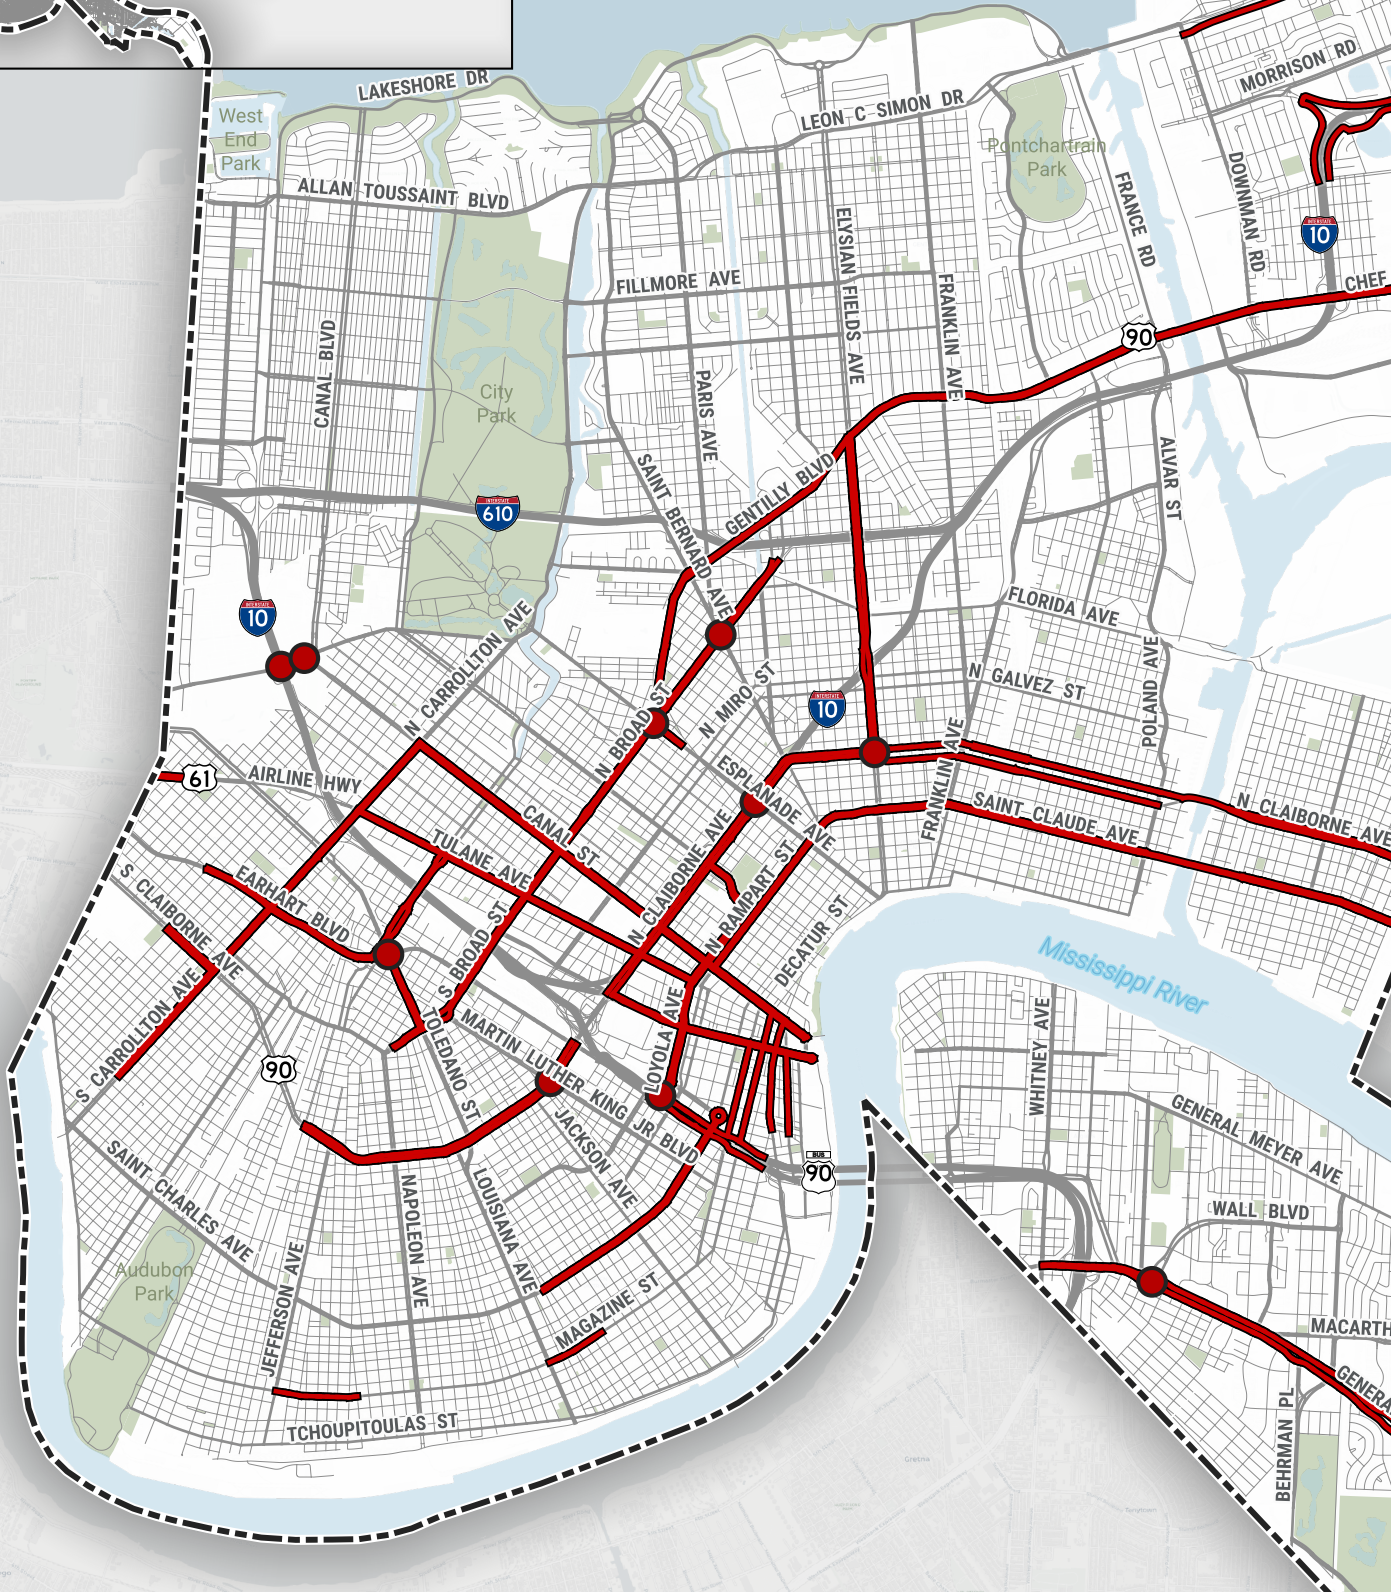 LAKESHORE DR
West
End
Park
LEON C SIMON DR
MORRISON RD
Pontchartrain
Park
ALLAN TOUSSAINT BLVD
FRANCE RD
DOWNMAN RD
INTERSTATE
10
ELYSIAN FIELDS AVE
FILLMORE AVE
FRANKLIN AVE
CHEF
90
CANAL BLVD
City
Park
PARIS AVE
ALVAR ST
SAINT BERNARD AVE
GENTILLY BLVD
INTERSTATE
610
INTERSTATE
10
FLORIDA AVE
N CARROLLTON AVE
N GALVEZ ST
POLAND AVE
N MIRO ST
N BROAD ST
INTERSTATE
10
61
AIRLINE HWY
ESPLANADE AVE
FRANKLIN AVE
SAINT CLAUDE AVE
N CLAIBORNE AVE
CANAL ST
TULANE AVE
N CLAIBORNE AVE
N RAMPART ST
S CLAIBORNE AVE
EARHART BLVD
S BROAD ST
DECATUR ST
Mississippi River
S CARROLLTON AVE
TOLEDANO ST
MARTIN LUTHER KING JR BLVD
LOYOLA AVE
WHITNEY AVE
90
GENERAL MEYER AVE
JACKSON AVE
SAINT CHARLES AVE
NAPOLEON AVE
LOUISIANA AVE
BUS
90
WALL BLVD
Audubon
Park
JEFFERSON AVE
MAGAZINE ST
MACARTH
GENERA
BEHRMAN PL
TCHOUPITOULAS ST
Gretna